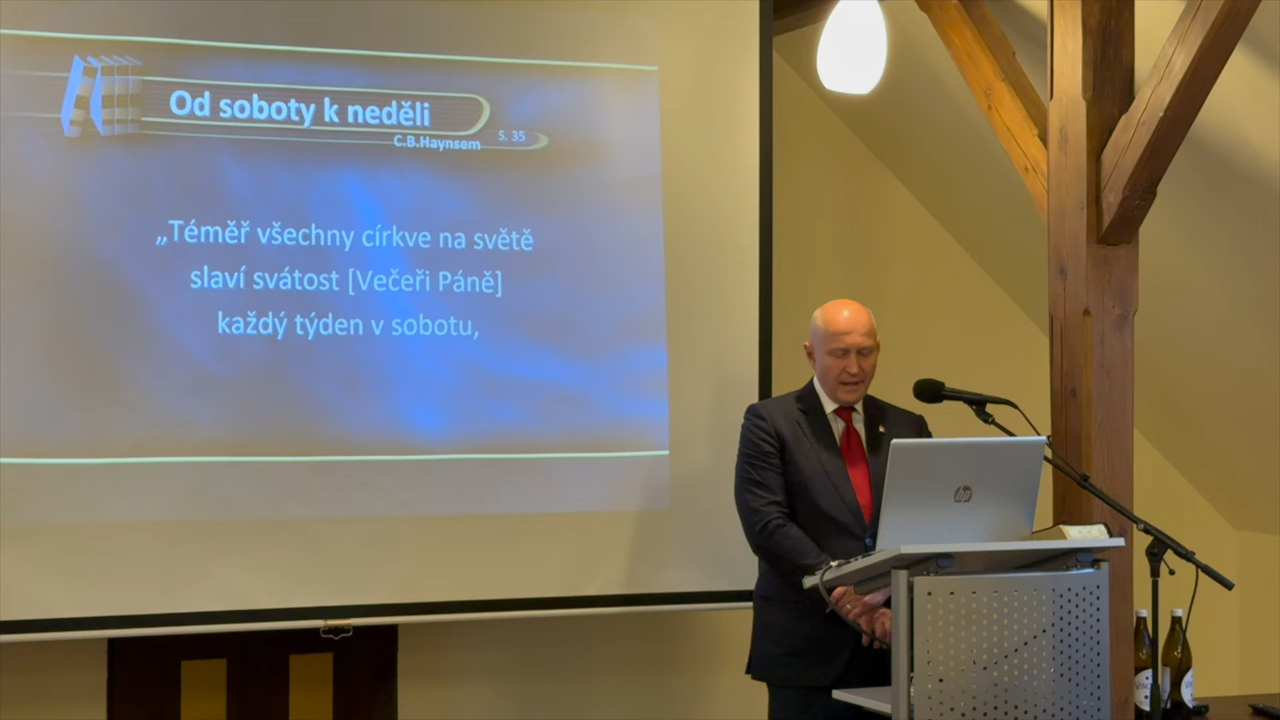 Od soboty k neděli
C.B.Haynsem
S. 35
„Téměř všechny církve na světě
slaví svátost [Večeři Páně]
každý týden v sobotu,
hp